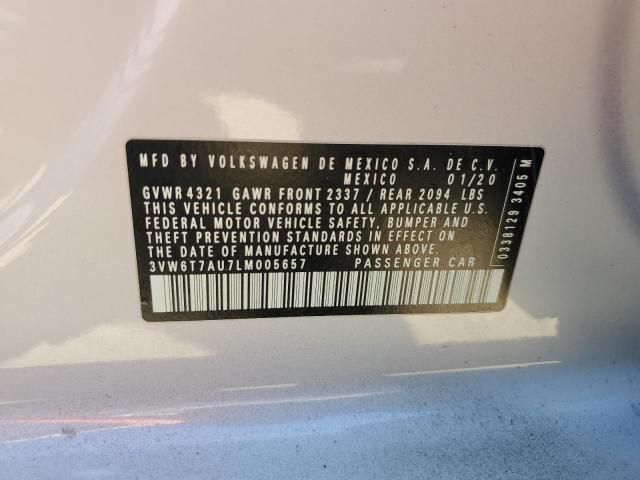 MFD BY VOLKSWAGEN DE MEXICO S.A. DE C.V.
MEXICO 01/20
GVWR 4321 GAWR FRONT 2337 / REAR 2094 LBS
THIS VEHICLE CONFORMS TO ALL APPLICABLE U.S.
FEDERAL MOTOR VEHICLE SAFETY, BUMPER AND
THEFT PREVENTION STANDARDS IN EFFECT ON
THE DATE OF MANUFACTURE SHOWN ABOVE.
3VW6T7AU7LM005657 PASSENGER CAR
0338129 3405 M